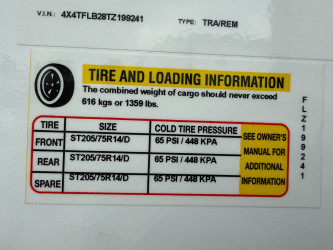 V.I.N.: 4X4TFLB28TZ199241 TYPE: TRA/REM
TIRE AND LOADING INFORMATION
The combined weight of cargo should never exceed
616 kgs or 1359 lbs.
TIRE SIZE COLD TIRE PRESSURE SEE OWNER'S MANUAL FOR ADDITIONAL INFORMATION
FRONT ST205/75R14/D 65 PSI / 448 KPA
REAR ST205/75R14/D 65 PSI / 448 KPA
SPARE ST205/75R14/D 65 PSI / 448 KPA
FLZ199241